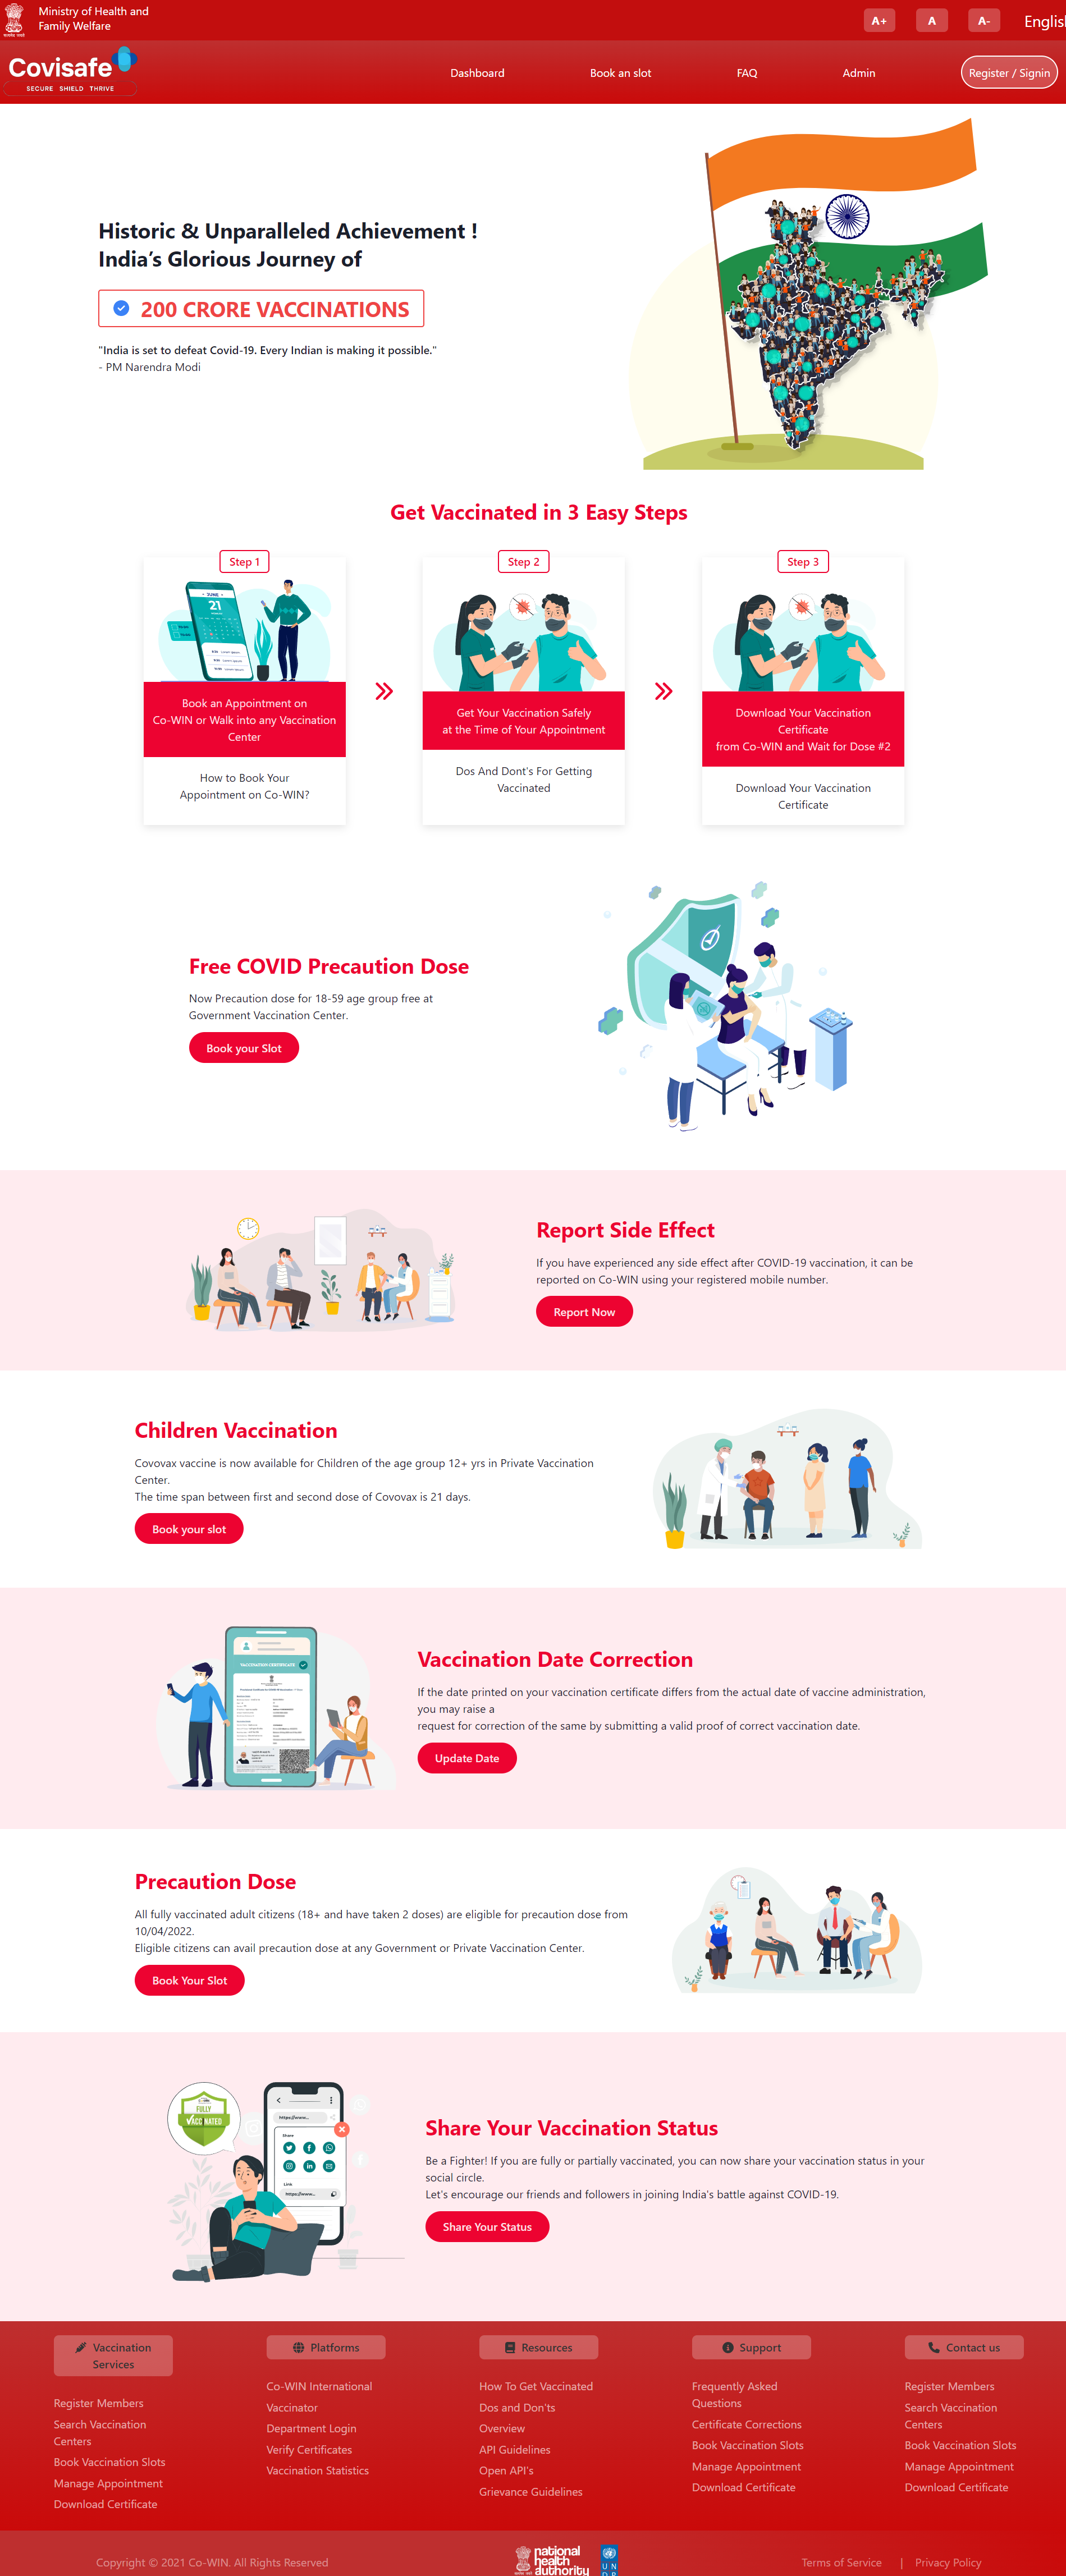 Ministry of Health and
Family Welfare
A+
A
A-
English
Covisafe
SECURE SHIELD THRIVE
Dashboard
Book an slot
FAQ
Admin
Register / Signin
Historic & Unparalleled Achievement !
India’s Glorious Journey of
200 CRORE VACCINATIONS
"India is set to defeat Covid-19. Every Indian is making it possible."
- PM Narendra Modi
Get Vaccinated in 3 Easy Steps
Step 1
JUNE
21
Book an Appointment on
Co-WIN or Walk into any Vaccination
Center
How to Book Your
Appointment on Co-WIN?
Step 2
Get Your Vaccination Safely
at the Time of Your Appointment
Dos And Dont's For Getting
Vaccinated
Step 3
Download Your Vaccination
Certificate
from Co-WIN and Wait for Dose #2
Download Your Vaccination
Certificate
Free COVID Precaution Dose
Now Precaution dose for 18-59 age group free at
Government Vaccination Center.
Book your Slot
Report Side Effect
If you have experienced any side effect after COVID-19 vaccination, it can be
reported on Co-WIN using your registered mobile number.
Report Now
Children Vaccination
Covovax vaccine is now available for Children of the age group 12+ yrs in Private Vaccination
Center.
The time span between first and second dose of Covovax is 21 days.
Book your slot
VACCINATION CERTIFICATE
Vaccination Date Correction
If the date printed on your vaccination certificate differs from the actual date of vaccine administration,
you may raise a
request for correction of the same by submitting a valid proof of correct vaccination date.
Update Date
Precaution Dose
All fully vaccinated adult citizens (18+ and have taken 2 doses) are eligible for precaution dose from
10/04/2022.
Eligible citizens can avail precaution dose at any Government or Private Vaccination Center.
Book Your Slot
FULLY
VACCINATED
https://www...
Share
Link
https://www...
Share Your Vaccination Status
Be a Fighter! If you are fully or partially vaccinated, you can now share your vaccination status in your
social circle.
Let's encourage our friends and followers in joining India's battle against COVID-19.
Share Your Status
Vaccination
Services
Register Members
Search Vaccination
Centers
Book Vaccination Slots
Manage Appointment
Download Certificate
Platforms
Co-WIN International
Vaccinator
Department Login
Verify Certificates
Vaccination Statistics
Resources
How To Get Vaccinated
Dos and Don'ts
Overview
API Guidelines
Open API's
Grievance Guidelines
Support
Frequently Asked
Questions
Certificate Corrections
Book Vaccination Slots
Manage Appointment
Download Certificate
Contact us
Register Members
Search Vaccination
Centers
Book Vaccination Slots
Manage Appointment
Download Certificate
Copyright © 2021 Co-WIN. All Rights Reserved
national
health
authority
U N
D P
Terms of Service | Privacy Policy